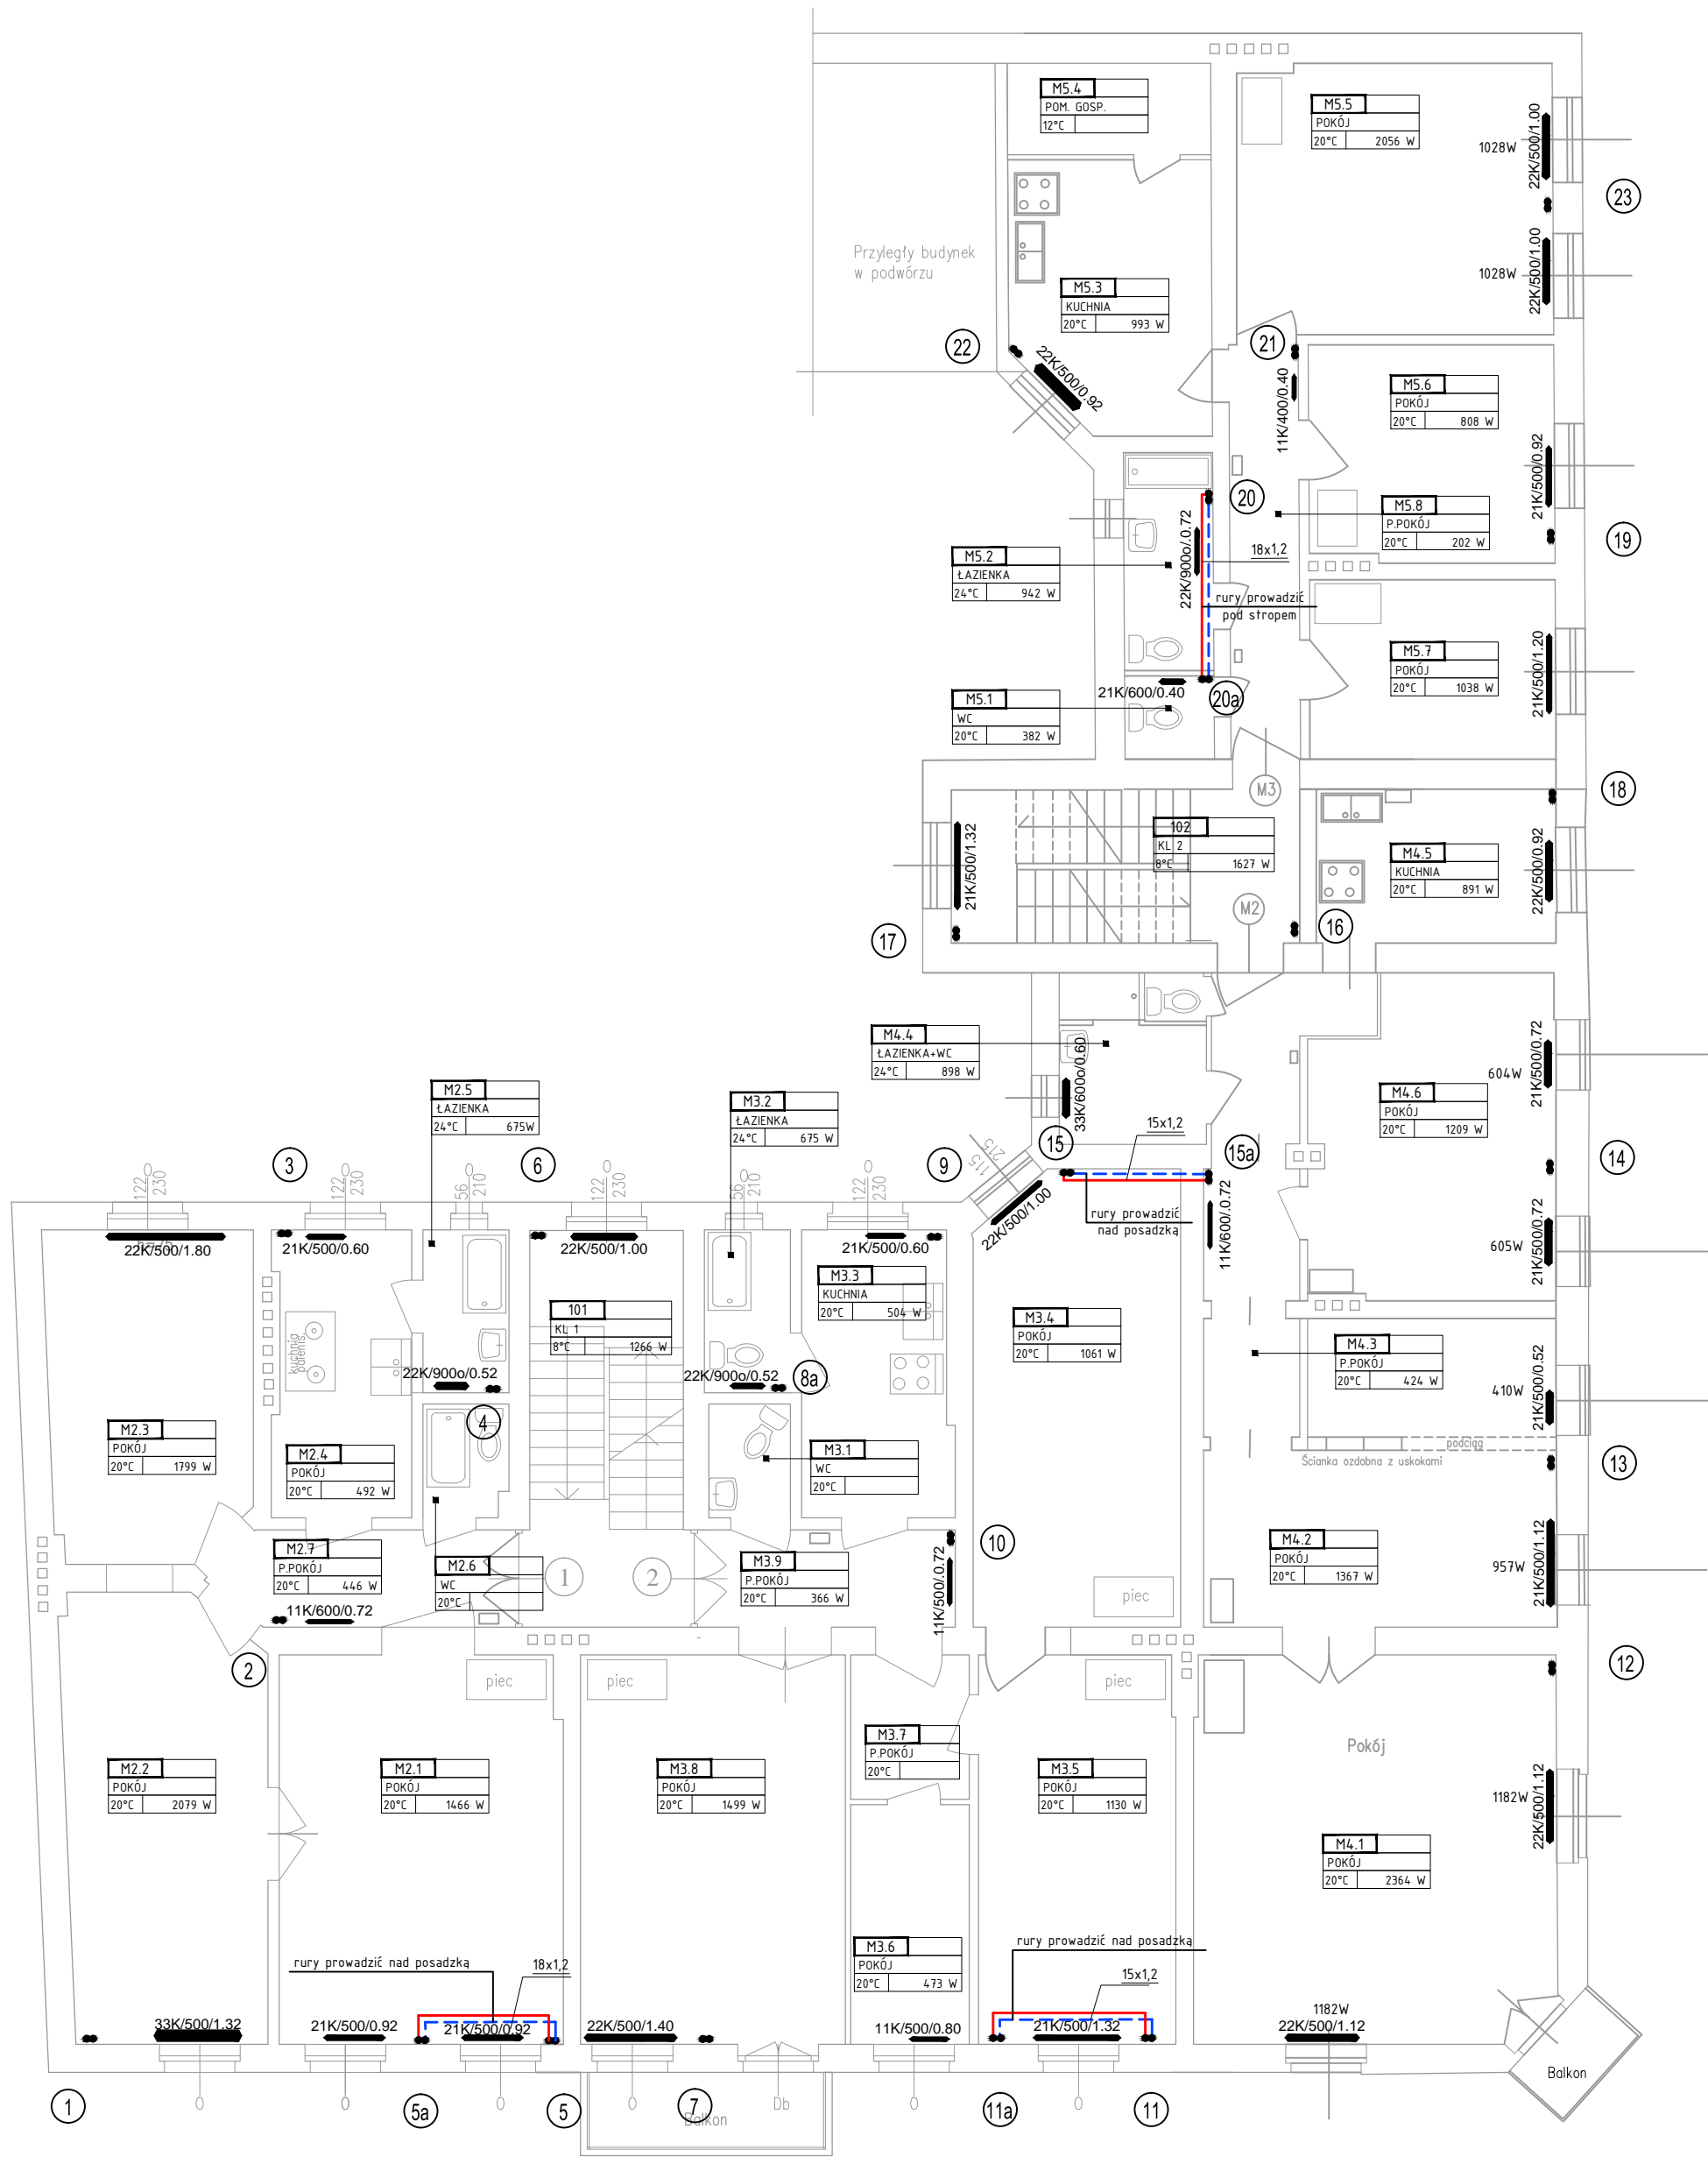 M5.4
POM. GOSP.
12°C
M5.5
POKÓJ
20°C 2056 W
1028W
22K/500/1.00
23
1028W
22K/500/1.00
Przyległy budynek
w podwórzu
M5.3
KUCHNIA
20°C 993 W
22
22K/500/0.92
21
11K/400/0.40
M5.6
POKÓJ
20°C 808 W
21K/500/0.92
20
M5.8
P.POKÓJ
20°C 202 W
19
22K/900o/.0.72
18x1,2
M5.2
ŁAZIENKA
24°C 942 W
rury prowadzić
pod stropem
M5.7
POKÓJ
20°C 1038 W
21K/500/1.20
21K/600/0.40
20a
M5.1
WC
20°C 382 W
M3
18
102
KL 2
8°C 1627 W
21K/500/1.32
M4.5
KUCHNIA
20°C 891 W
22K/500/0.92
M2
16
17
M4.4
ŁAZIENKA+WC
24°C 898 W
33K/600o/0.60
604W
21K/500/0.72
M4.6
POKÓJ
20°C 1209 W
M2.5
ŁAZIENKA
24°C 675W
M3.2
ŁAZIENKA
24°C 675 W
15x1,2
15
15a
14
3
6
9
122
230
122
230
56
210
122
230
56
210
122
230
115
215
22K/500/1.80
21K/500/0.60
22K/500/1.00
21K/500/0.60
22K/500/1.00
rury prowadzić
nad posadzką
11K/600/.0.72
605W
21K/500/0.72
M3.3
KUCHNIA
20°C 504 W
101
KL 1
8°C 1266 W
M3.4
POKÓJ
20°C 1061 W
M4.3
P.POKÓJ
20°C 424 W
kuchnia
palenis.
22K/900o/0.52
22K/900o/0.52
8a
410W
21K/500/0.52
4
M2.3
POKÓJ
20°C 1799 W
M2.4
POKÓJ
20°C 492 W
M3.1
WC
20°C
podciąg
Ścianka ozdobna z uskokami
13
M2.7
P.POKÓJ
20°C 446 W
M2.6
WC
20°C
1
2
M3.9
P.POKÓJ
20°C 366 W
10
M4.2
POKÓJ
20°C 1367 W
957W
21K/500/1.12
11K/600/0.72
11K/500/.0.72
piec
2
piec
piec
piec
12
M3.7
P.POKÓJ
20°C
Pokój
M2.2
POKÓJ
20°C 2079 W
M2.1
POKÓJ
20°C 1466 W
M3.8
POKÓJ
20°C 1499 W
M3.5
POKÓJ
20°C 1130 W
1182W
22K/500/1.12
M4.1
POKÓJ
20°C 2364 W
M3.6
POKÓJ
20°C 473 W
rury prowadzić nad posadzką
18x1,2
rury prowadzić nad posadzką
15x1,2
33K/500/1.32
21K/500/0.92
21K/500/0.92
22K/500/1.40
11K/500/0.80
21K/500/1.32
1182W
22K/500/1.12
Balkon
1
5a
5
7
Db
Balkon
11a
11